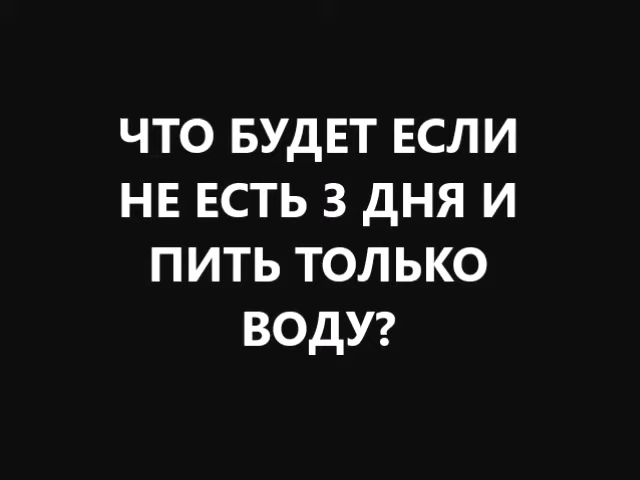 ЧТО БУДЕТ ЕСЛИ
НЕ ЕСТЬ 3 ДНЯ И
ПИТЬ ТОЛЬКО
ВОДУ?